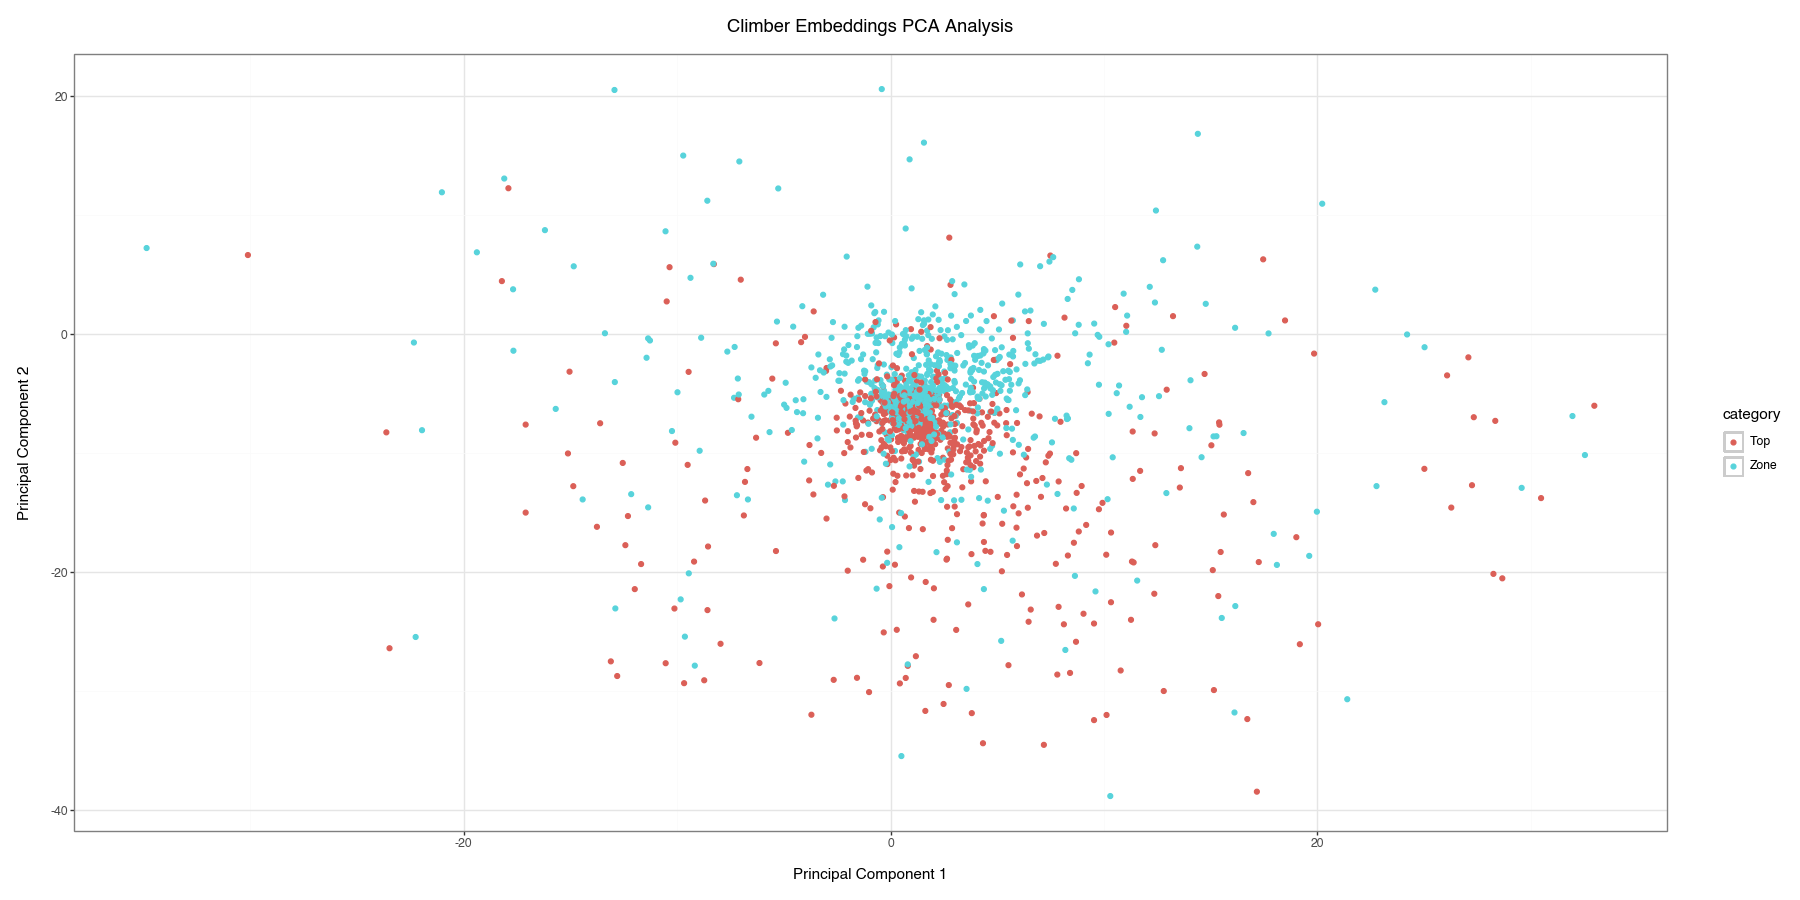 Climber Embeddings PCA Analysis
20
0
-20
-40
-20
0
20
Principal Component 1
Principal Component 2
category
Top
Zone